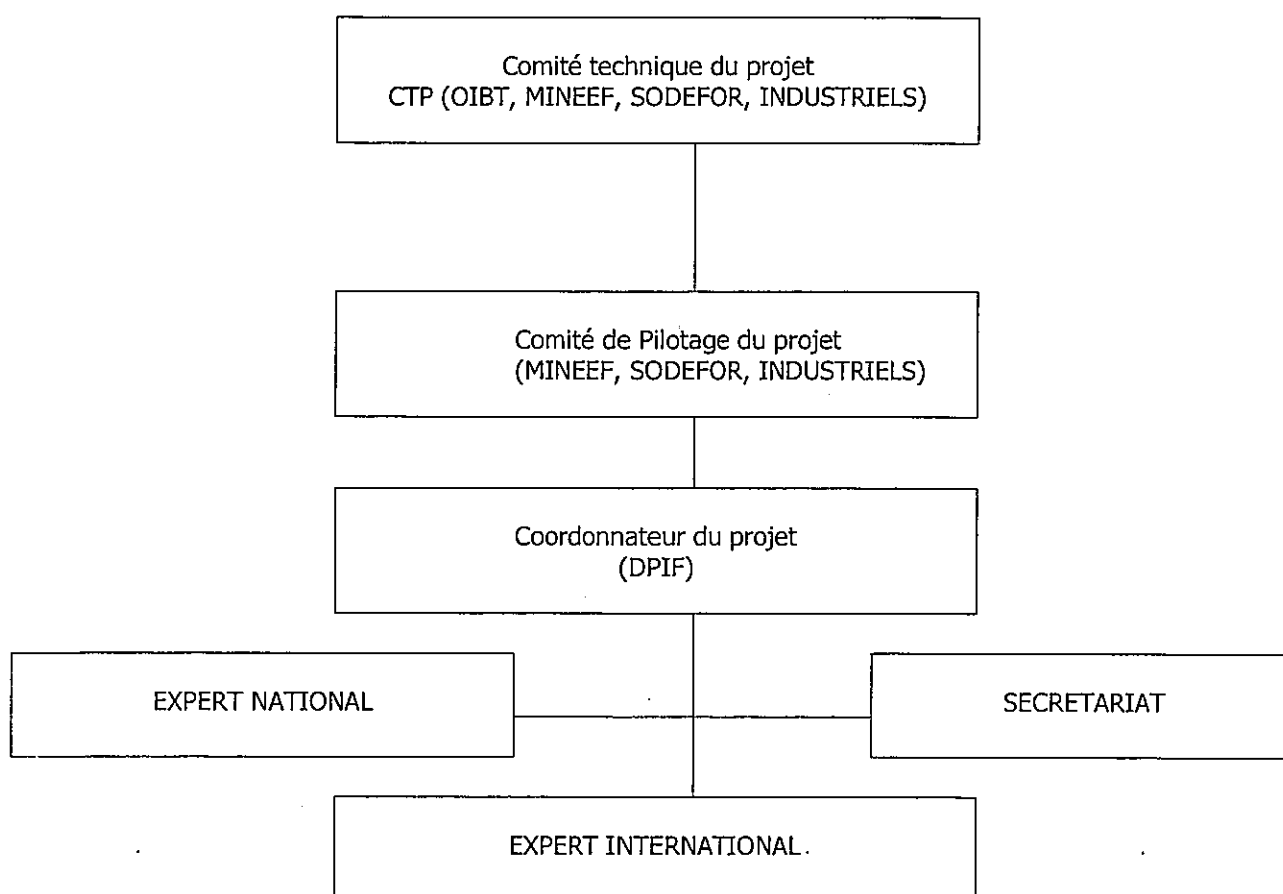 Comité technique du projet
CTP (OIBT, MINEEF, SODEFOR, INDUSTRIELS)
Comité de Pilotage du projet
(MINEEF, SODEFOR, INDUSTRIELS)
Coordonnateur du projet
(DPIF)
EXPERT NATIONAL
SECRETARIAT
EXPERT INTERNATIONAL